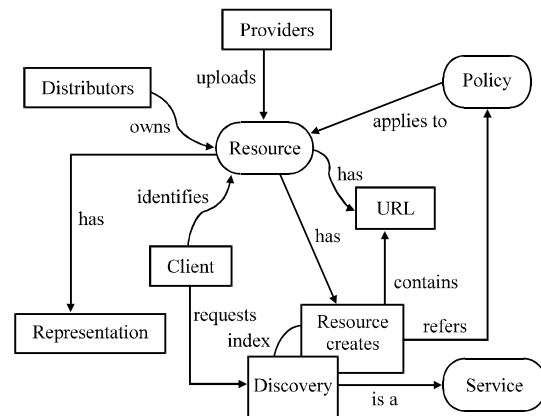 Providers
uploads
Distributors
Policy
owns
applies to
Resource
has
identifies
URL
has
has
Client
contains
requests
Resource
creates
Representation
index
refers
Discovery
is a
Service